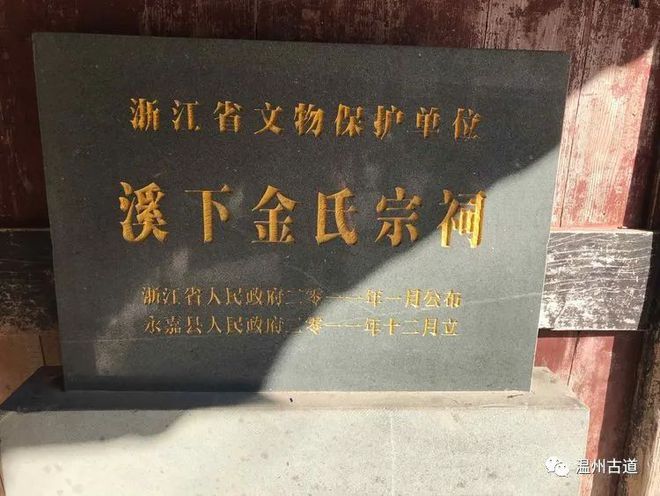 浙江省文物保护单位
溪下金氏宗祠
浙江省人民政府二零一一年一月公布
永嘉县人民政府二零一一年十二月立
温州古道